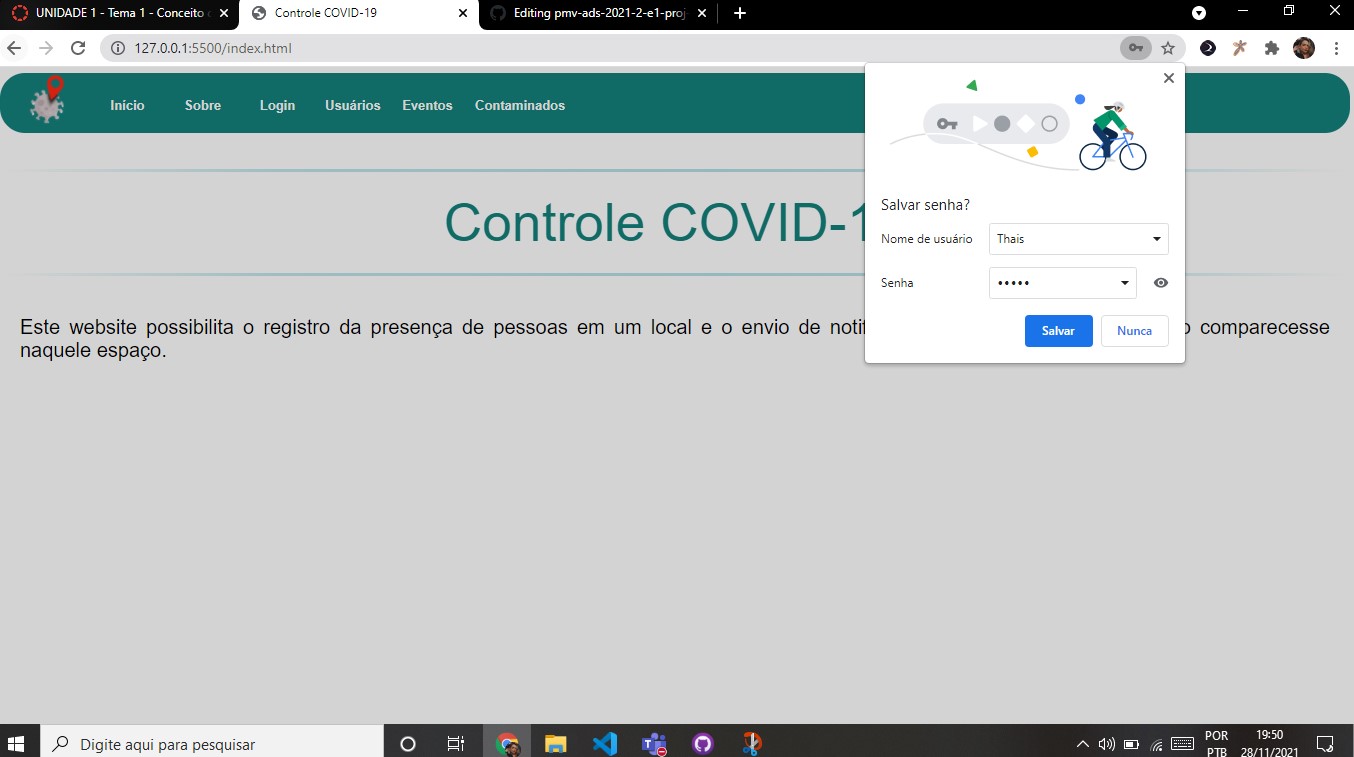 UNIDADE 1 - Tema 1 - Conceito
Controle COVID-19
Editing pmv-ads-2021-2-e1-proj
127.0.0.1:5500/index.html
Início Sobre Login Usuários Eventos Contaminados
Controle COVID-1
Este website possibilita o registro da presença de pessoas em um local e o envio de notif o comparecesse
naquele espaço.
Salvar senha?
Nome de usuário Thais
Senha •••••
Salvar Nunca
Digite aqui para pesquisar
POR
PTB
19:50
28/11/2021